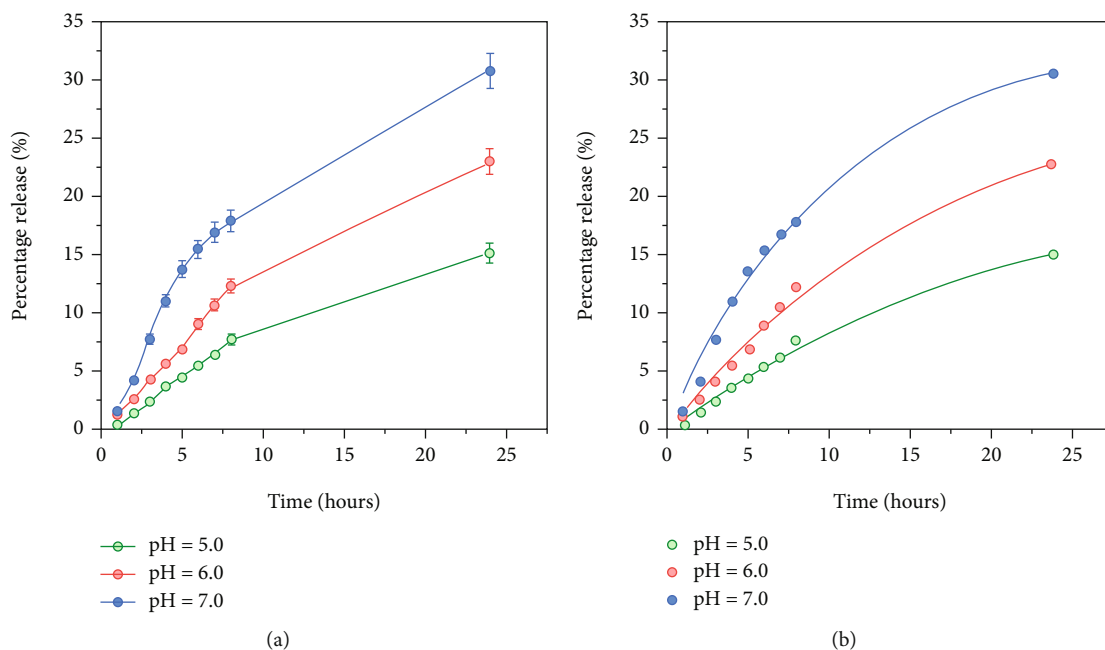 35
30
25
20
15
10
5
0
Percentage release (%)
0 5 10 15 20 25
Time (hours)
pH = 5.0
pH = 6.0
pH = 7.0
(a)
35
30
25
20
15
10
5
0
Percentage release (%)
0 5 10 15 20 25
Time (hours)
pH = 5.0
pH = 6.0
pH = 7.0
(b)